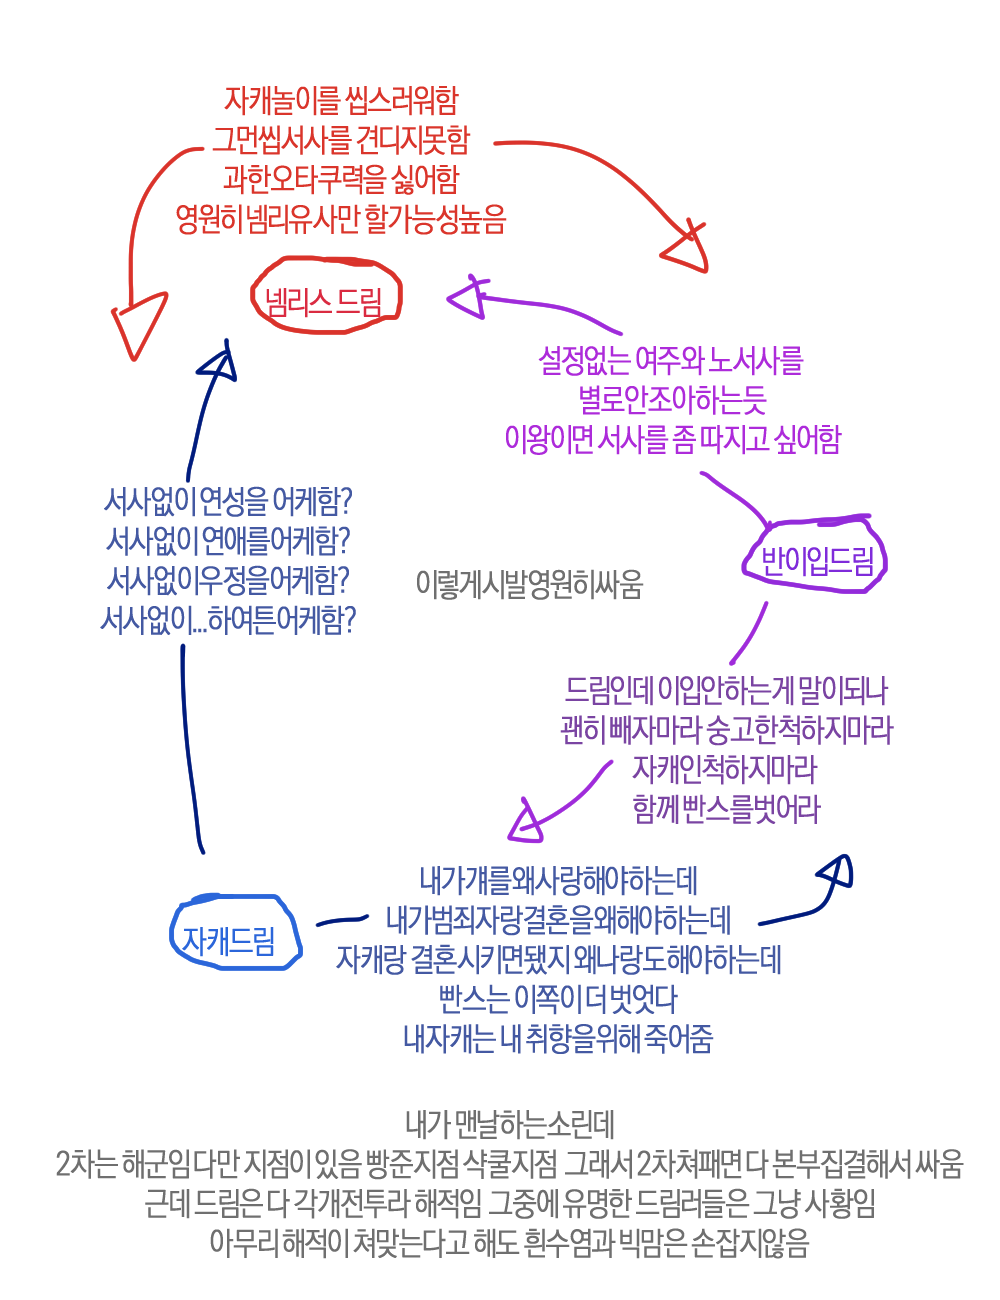 자캐놀이를 씹스러워함
그먼씹서사를 견디지못함
과한오타쿠력을 싫어함
영원히 넴리유사만 할가능성높음
넴리스 드림
설정없는 여주와 노서사를
별로안조아하는듯
이왕이면 서사를 좀 따지고 싶어함
서사없이 연성을 어케함?
서사없이 연애를어케함?
서사없이우정을어케함?
서사없이...하여튼어케함?
이렇게시발영원히싸움
반이입드림
드림인데 이입안하는게 말이되나
괜히 빼자마라 숭고한척하지마라
자캐인척하지마라
함께 빤스를벗어라
내가걔를왜사랑해야하는데
내가범죄자랑결혼을왜해야하는데
자캐랑 결혼시키면됐지 왜나랑도해야하는데
빤스는 이쪽이 더 벗엇다
내자캐는 내 취향을위해 죽어줌
자캐드림
내가 맨날하는소린데
2차는 해군임 다만 지점이 있음 빵준지점 샥쿨지점 그래서 2차쳐패면 다 본부집결해서 싸움
근데 드림은 다 각개전투라 해적임 그중에 유명한 드림러들은 그냥 사황임
아무리해적이 쳐맞는다고 해도 흰수염과 빅맘은 손잡지않음